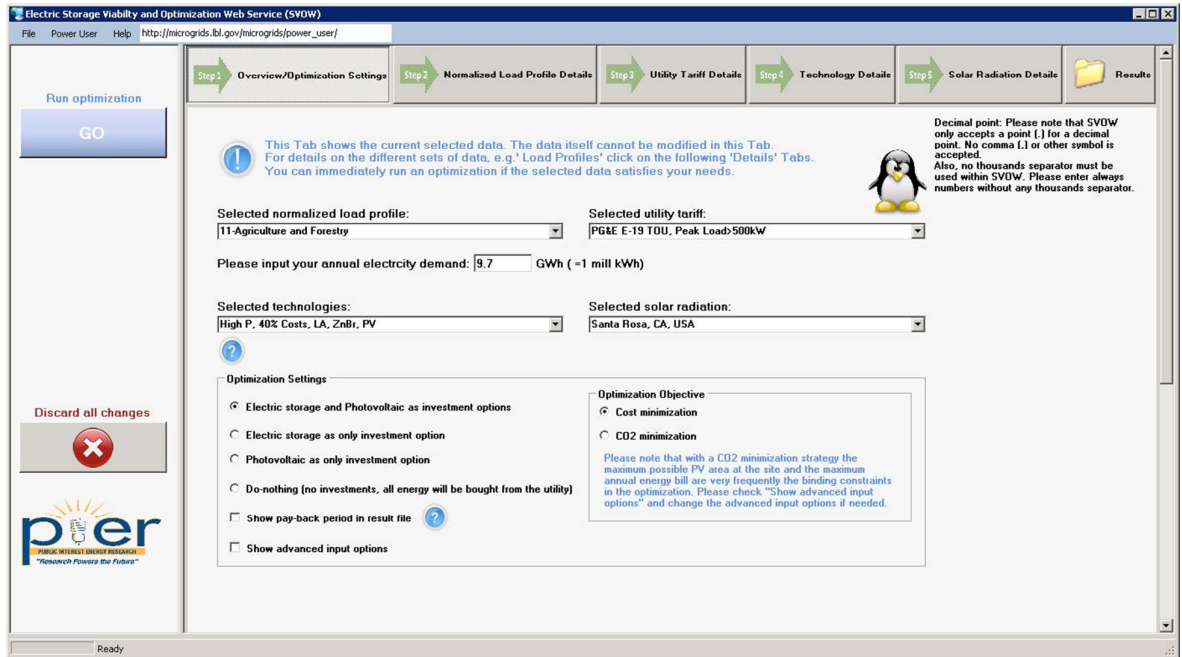 Electric Storage Viabilty and Optimization Web Service (SVOW)
File Power User Help http://microgrids.lbl.gov/microgrids/power_user/
Step 1 Overview/Optimization Settings
Step 2 Normalized Load Profile Details
Step 3 Utility Tariff Details
Step 4 Technology Details
Step 5 Solar Radiation Details
Results
Run optimization
GO
Discard all changes
pier
PUBLIC INTEREST ENERGY RESEARCH
"Research Powers the Future"
This Tab shows the current selected data. The data itself cannot be modified in this Tab.
For details on the different sets of data, e.g.' Load Profiles' click on the following 'Details' Tabs.
You can immediately run an optimization if the selected data satisfies your needs.
Decimal point: Please note
that SVOW
only accepts a point (.) for a decimal
point. No comma (,) or other symbol is
accepted.
Also, no thousands separator must be
used within SVOW. Please enter always
numbers without any thousands separator.
Selected normalized load profile:
11-Agriculture and Forestry
Selected utility tariff:
PG&E E-19 TOU, Peak Load>500kW
Please input your annual electrcity demand: 9.7 GWh ( =1 mill kWh)
Selected technologies:
High P, 40% Costs, LA, ZnBr, PV
Selected solar radiation:
Santa Rosa, CA, USA
?
Optimization Settings
Electric storage and Photovoltaic as investment options
Electric storage as only investment option
Photovoltaic as only investment option
Do-nothing (no investments, all energy will be bought from the utility)
Show pay-back period in result file ?
Show advanced input options
Optimization Objective
Cost minimization
CO2 minimization
Please note that with a CO2 minimization strategy the
maximum possible PV area at the site and the maximum
annual energy bill are very frequently the binding constraints
in the optimization. Please check "Show advanced input
options" and change the advanced input options if needed.
Ready